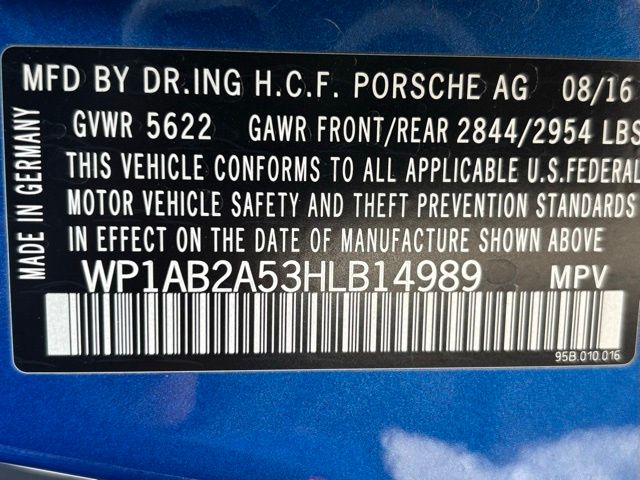 MFD BY DR.ING H.C.F. PORSCHE AG 08/16
GVWR 5622 GAWR FRONT/REAR 2844/2954 LBS
THIS VEHICLE CONFORMS TO ALL APPLICABLE U.S.FEDERAL
MOTOR VEHICLE SAFETY AND THEFT PREVENTION STANDARDS
IN EFFECT ON THE DATE OF MANUFACTURE SHOWN ABOVE
WP1AB2A53HLB14989 MPV
95B.010.016
MADE IN GERMANY